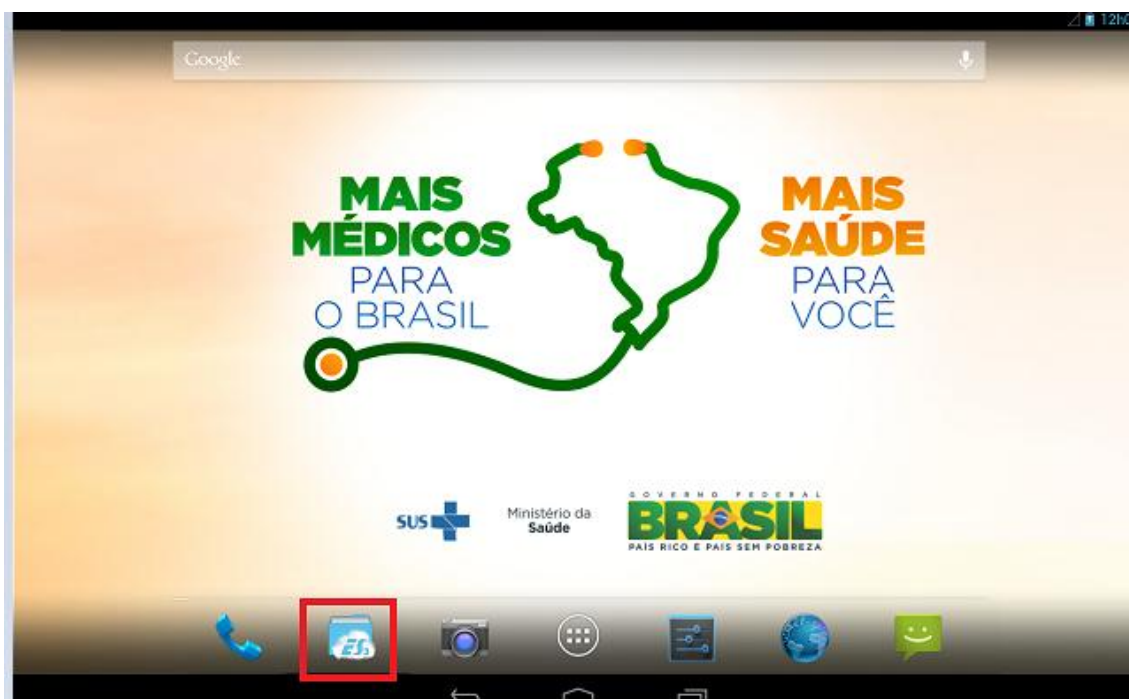 12h0
Google
MAIS
MÉDICOS
PARA
O BRASIL
MAIS
SAÚDE
PARA
VOCÊ
SUS
Ministério da
Saúde
GOVERNO FEDERAL
BRASIL
PAÍS RICO É PAÍS SEM POBREZA
ES